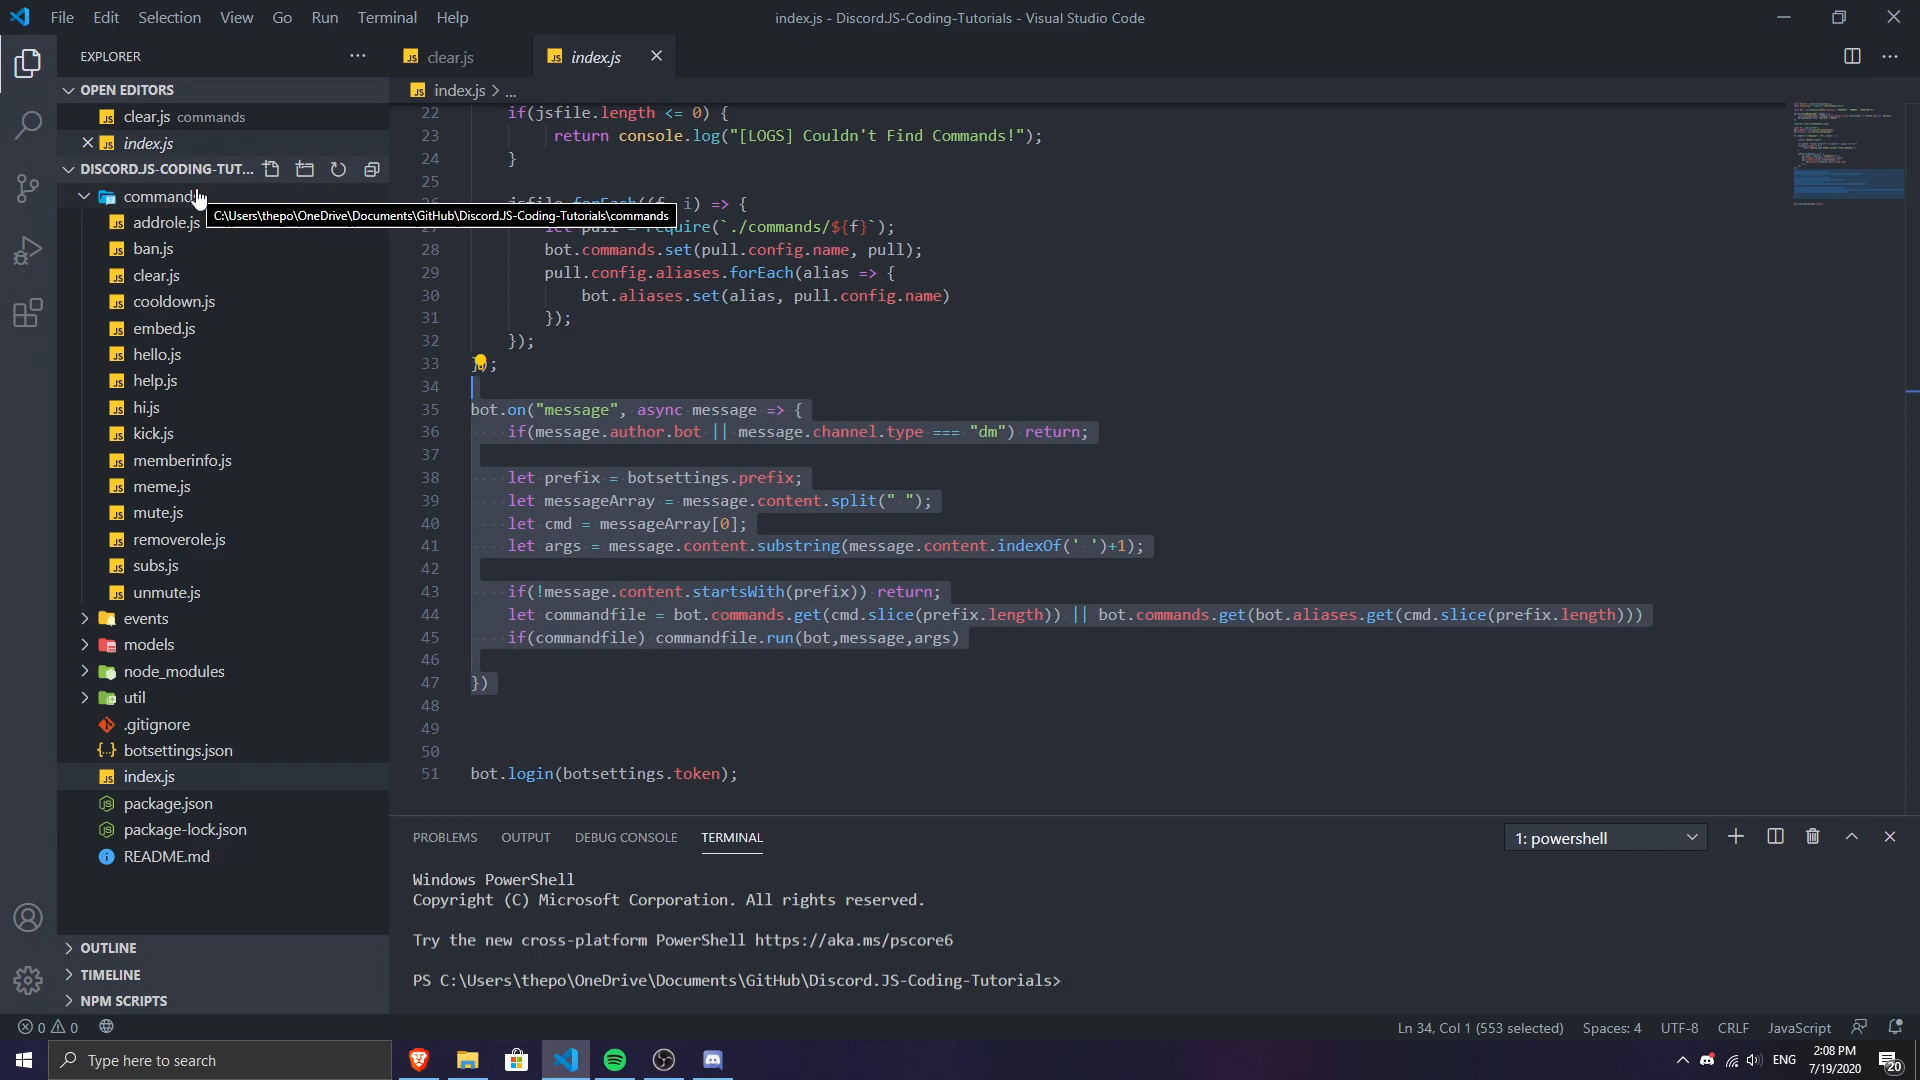 File Edit Selection View Go Run Terminal Help
index.js - Discord.JS-Coding-Tutorials - Visual Studio Code
EXPLORER
OPEN EDITORS
clear.js commands
index.js
DISCORD.JS-CODING-TUT...
commands
C:\Users\thepo\OneDrive\Documents\GitHub\Discord.JS-Coding-Tutorials\commands
addrole.js
ban.js
clear.js
cooldown.js
embed.js
hello.js
help.js
hi.js
kick.js
memberinfo.js
meme.js
mute.js
removerole.js
subs.js
unmute.js
events
models
node_modules
util
.gitignore
botsettings.json
index.js
package.json
package-lock.json
README.md
OUTLINE
TIMELINE
NPM SCRIPTS
clear.js index.js
index.js > ...
22 if(jsfile.length <= 0) {
23 return console.log("[LOGS] Couldn't Find Commands!");
24 }
25
26 jsfile.forEach((f, i) => {
27 let pull = require(`./commands/${f}`);
28 bot.commands.set(pull.config.name, pull);
29 pull.config.aliases.forEach(alias => {
30 bot.aliases.set(alias, pull.config.name)
31 });
32 });
33 });
34
35 bot.on("message", async message => {
36 if(message.author.bot || message.channel.type === "dm") return;
37
38 let prefix = botsettings.prefix;
39 let messageArray = message.content.split(" ");
40 let cmd = messageArray[0];
41 let args = message.content.substring(message.content.indexOf(' ')+1);
42
43 if(!message.content.startsWith(prefix)) return;
44 let commandfile = bot.commands.get(cmd.slice(prefix.length)) || bot.commands.get(bot.aliases.get(cmd.slice(prefix.length)))
45 if(commandfile) commandfile.run(bot,message,args)
46
47 })
48
49
50
51 bot.login(botsettings.token);
PROBLEMS OUTPUT DEBUG CONSOLE TERMINAL
1: powershell
Windows PowerShell
Copyright (C) Microsoft Corporation. All rights reserved.
Try the new cross-platform PowerShell https://aka.ms/pscore6
PS C:\Users\thepo\OneDrive\Documents\GitHub\Discord.JS-Coding-Tutorials>
0 0
Ln 34, Col 1 (553 selected) Spaces: 4 UTF-8 CRLF JavaScript
Type here to search
ENG
2:08 PM
7/19/2020
20